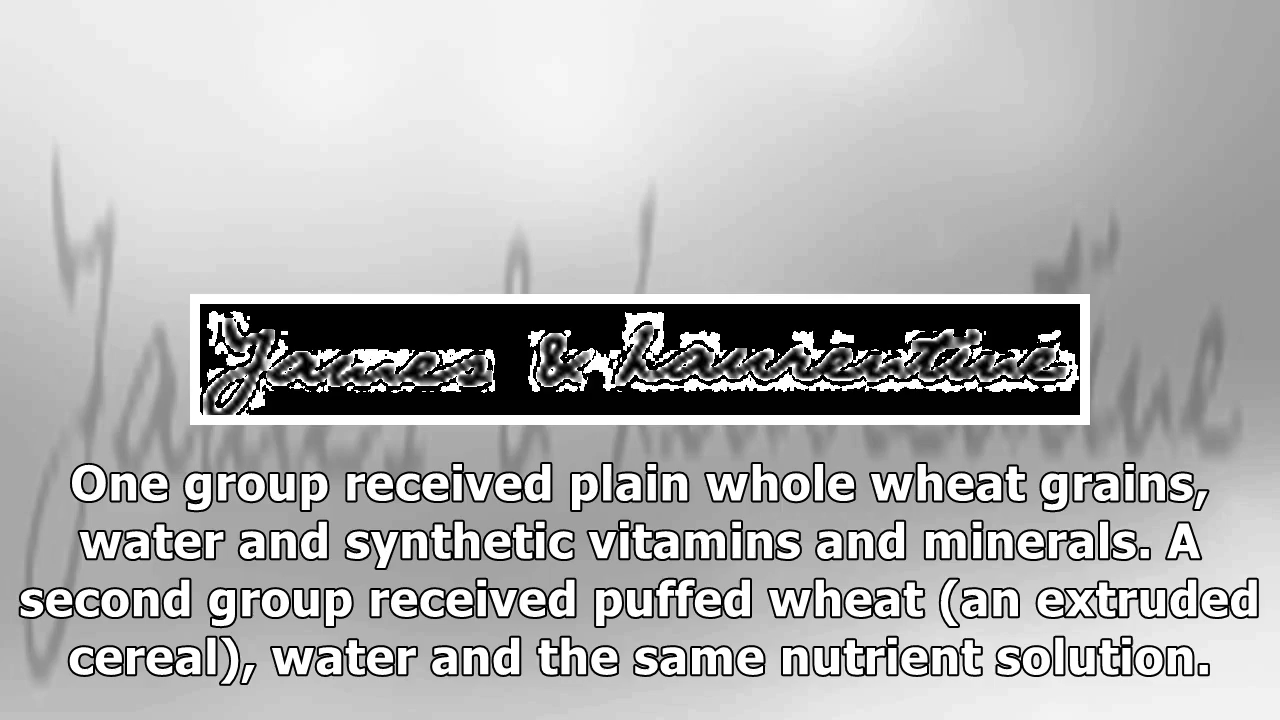 James & Laurentine
One group received plain whole wheat grains,
water and synthetic vitamins and minerals. A
second group received puffed wheat (an extruded
cereal), water and the same nutrient solution.